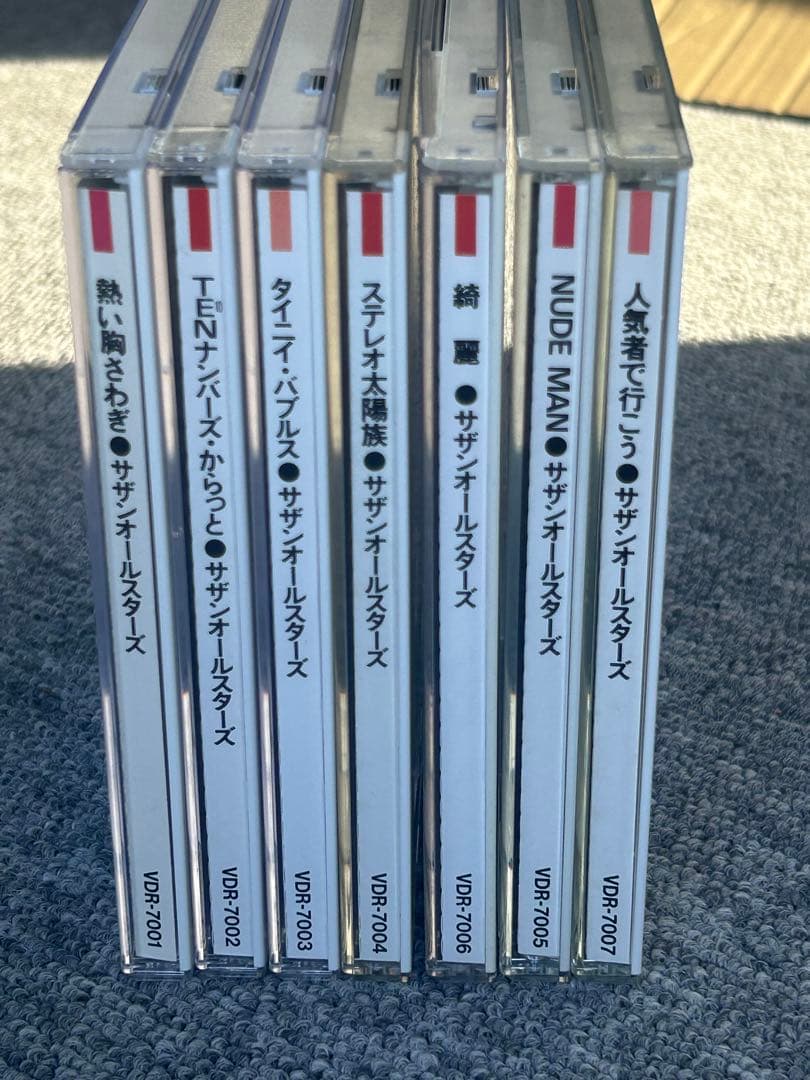 熱い胸さわぎ●サザンオールスターズ
VDR-7001
TEN10ナンバーズ・からっと●サザンオールスターズ
VDR-7002
タイニイ・バブルス●サザンオールスターズ
VDR-7003
ステレオ太陽族●サザンオールスターズ
VDR-7004
綺麗●サザンオールスターズ
VDR-7006
NUDE MAN●サザンオールスターズ
VDR-7005
人気者で行こう●サザンオールスターズ
VDR-7007